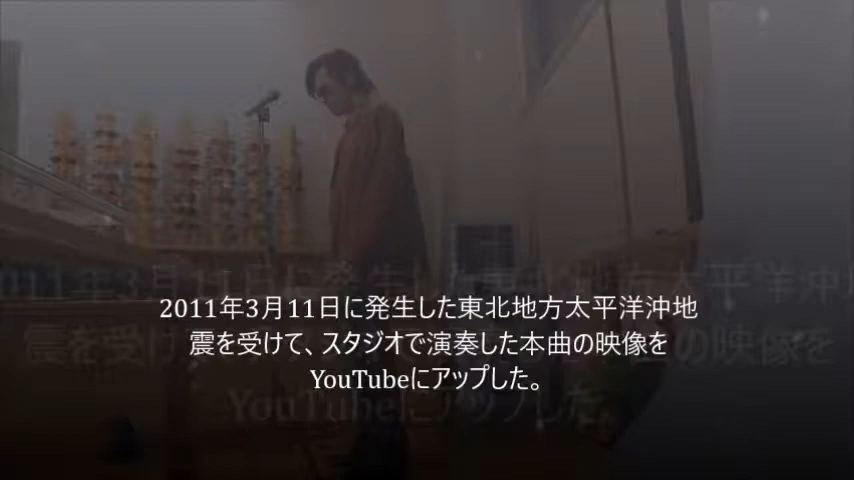 2011年3月11日に発生した東北地方太平洋沖地
震を受けて、スタジオで演奏した本曲の映像を
YouTubeにアップした。